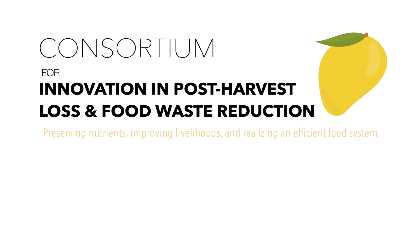 CONSORTIUM
FOR
INNOVATION IN POST-HARVEST
LOSS & FOOD WASTE REDUCTION
Preserving nutrients, improving livelihoods, and realizing an efficient food system